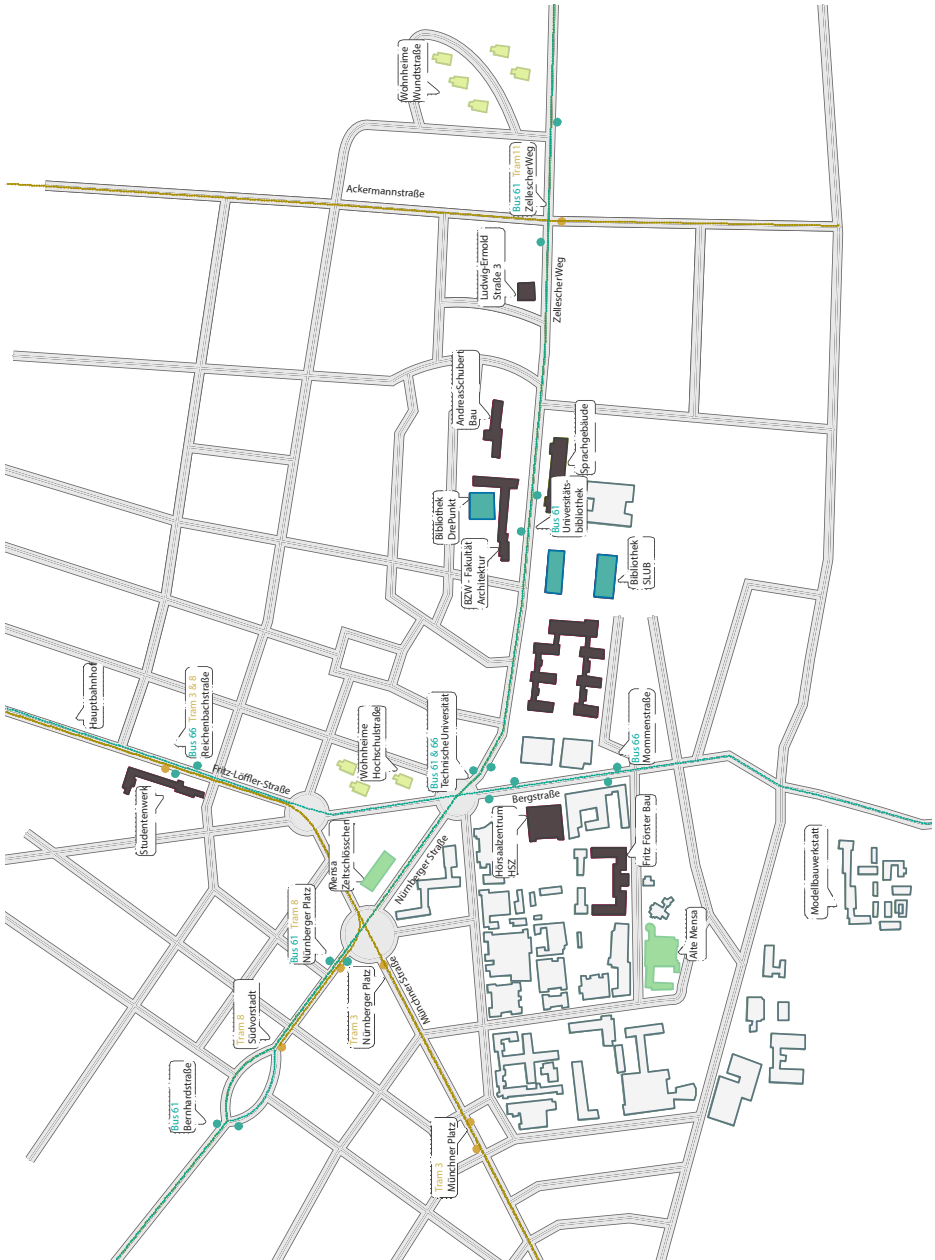 Wohnheime
Wundtstraße
Bus 61 Tram 11
Zellescher Weg
Ackermannstraße
Ludwig-Ermold
Straße 3
Zellescher Weg
Andreas Schubert
Bau
Sprachgebäude
Bibliothek
DrePunkt
Bus 61
Universitäts-
bibliothek
BZW - Fakultät
Architektur
Bibliothek
SLUB
Hauptbahnhof
Bus 66 Tram 3 & 8
Reichenbachstraße
Fritz-Löffler-Straße
Wohnheime
Hochschulstraße
Bus 61 & 66
Technische Universität
Bus 66
Mommsenstraße
Studentenwerk
Bergstraße
Mensa
Zeltschlösschen
Nürnberger Straße
Hörsaalzentrum
HSZ
Fritz Förster Bau
Modellbauwerkstatt
Bus 61 Tram 8
Nürnberger Platz
Alte Mensa
Tram 8
Südvorstadt
Tram 3
Nürnberger Platz
Münchner Straße
Bus 61
Bernhardstraße
Tram 3
Münchner Platz